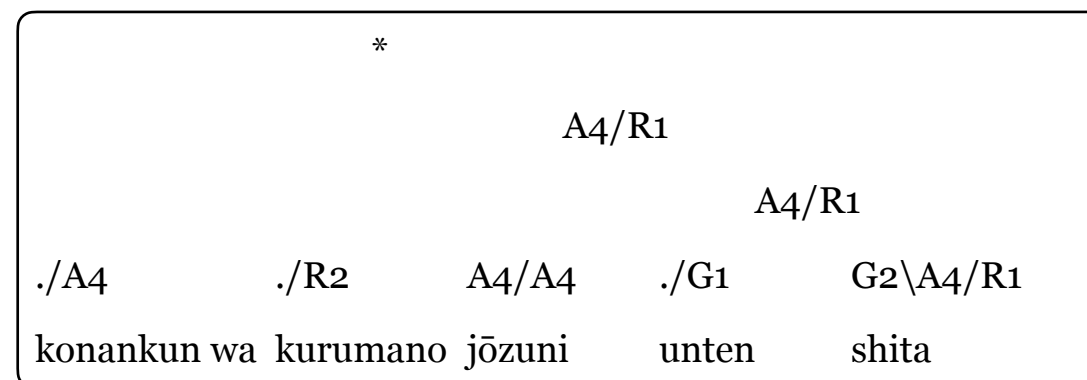 *
A4/R1
A4/R1
./A4 ./R2 A4/A4 ./G1 G2\A4/R1
konankun wa kurumano jōzuni unten shita